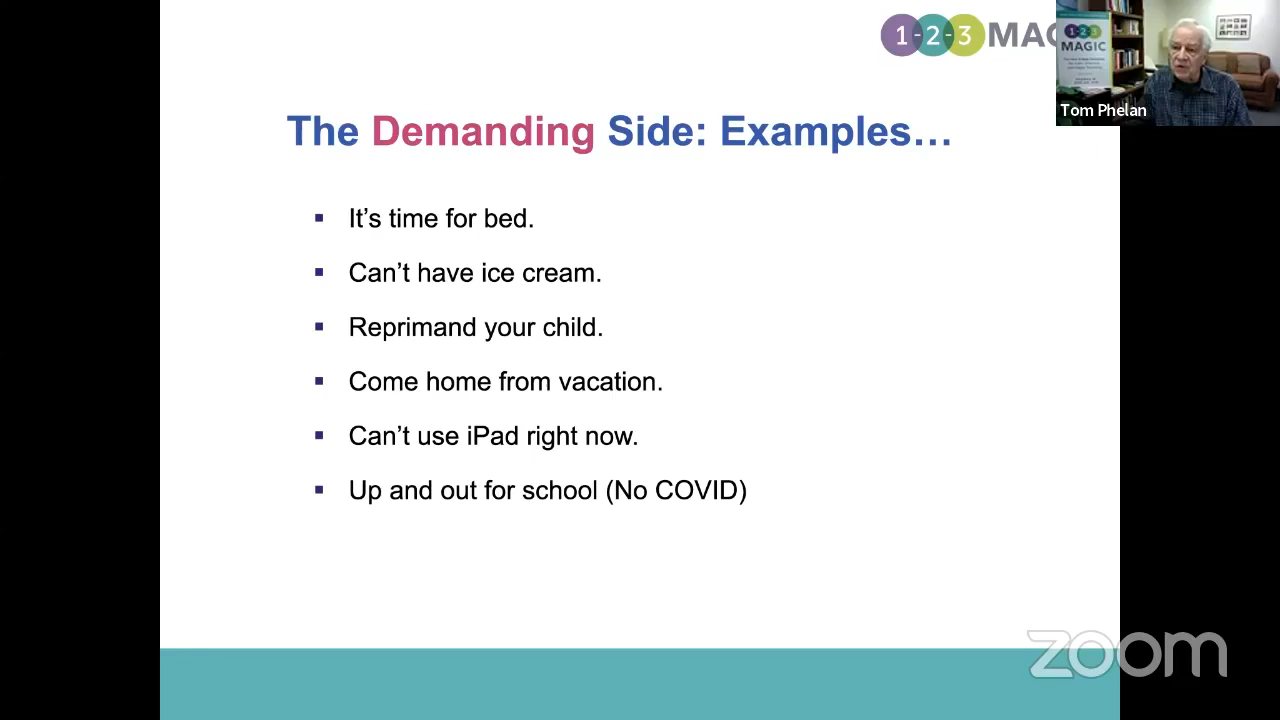 1-2-3 MAG
1-2-3
MAGIC
Tom Phelan
The Demanding Side: Examples…
It’s time for bed.
Can’t have ice cream.
Reprimand your child.
Come home from vacation.
Can’t use iPad right now.
Up and out for school (No COVID)
zoom